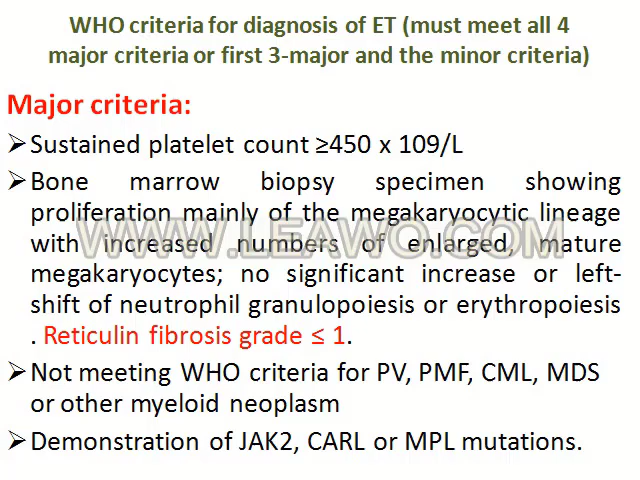 WHO criteria for diagnosis of ET (must meet all 4
major criteria or first 3-major and the minor criteria)
Major criteria:
➢Sustained platelet count ≥450 x 109/L
➢Bone marrow biopsy specimen showing
proliferation mainly of the megakaryocytic lineage
with increased numbers of enlarged, mature
WWW.LEAWO.COM
megakaryocytes; no significant increase or left-
shift of neutrophil granulopoiesis or erythropoiesis
. Reticulin fibrosis grade ≤ 1.
➢Not meeting WHO criteria for PV, PMF, CML, MDS
or other myeloid neoplasm
➢Demonstration of JAK2, CARL or MPL mutations.